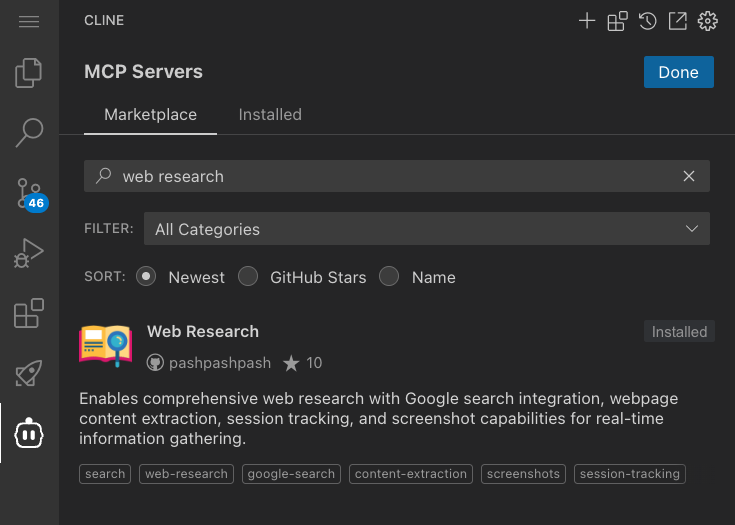 CLINE
MCP Servers
Done
Marketplace
Installed
web research
FILTER:
All Categories
SORT:
Newest
GitHub Stars
Name
46
Web Research
Installed
pashpashpash
10
Enables comprehensive web research with Google search integration, webpage
content extraction, session tracking, and screenshot capabilities for real-time
information gathering.
search
web-research
google-search
content-extraction
screenshots
session-tracking